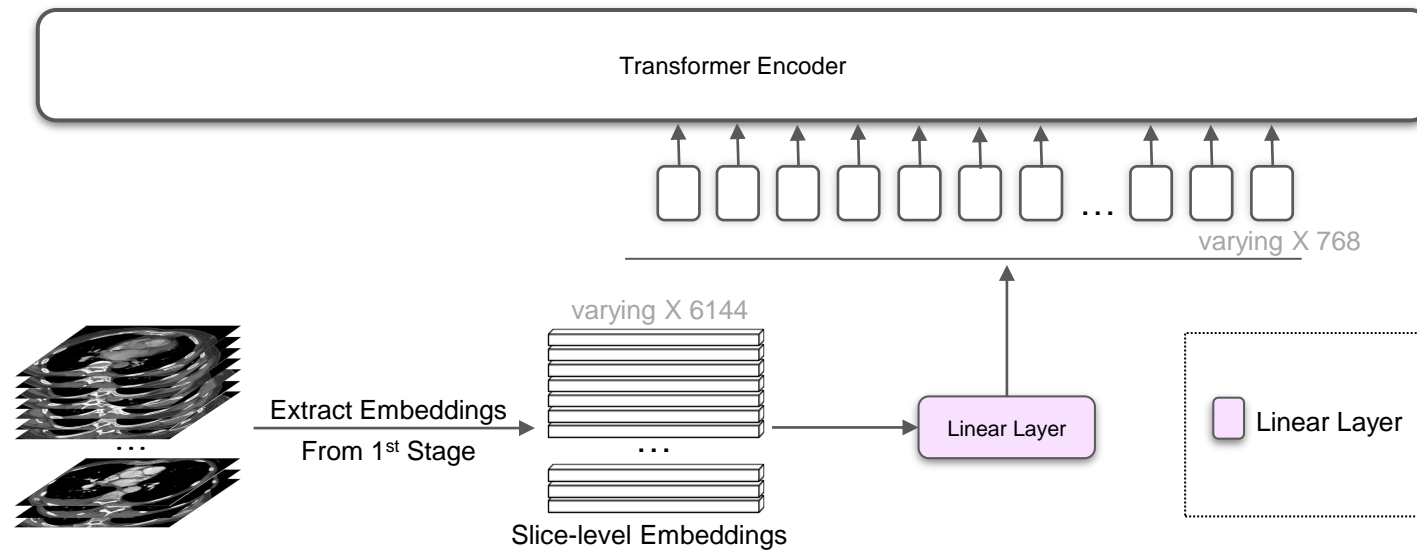 Transformer Encoder
...
varying X 768
varying X 6144
Extract Embeddings
From 1st Stage
...
...
Linear Layer
Linear Layer
Slice-level Embeddings